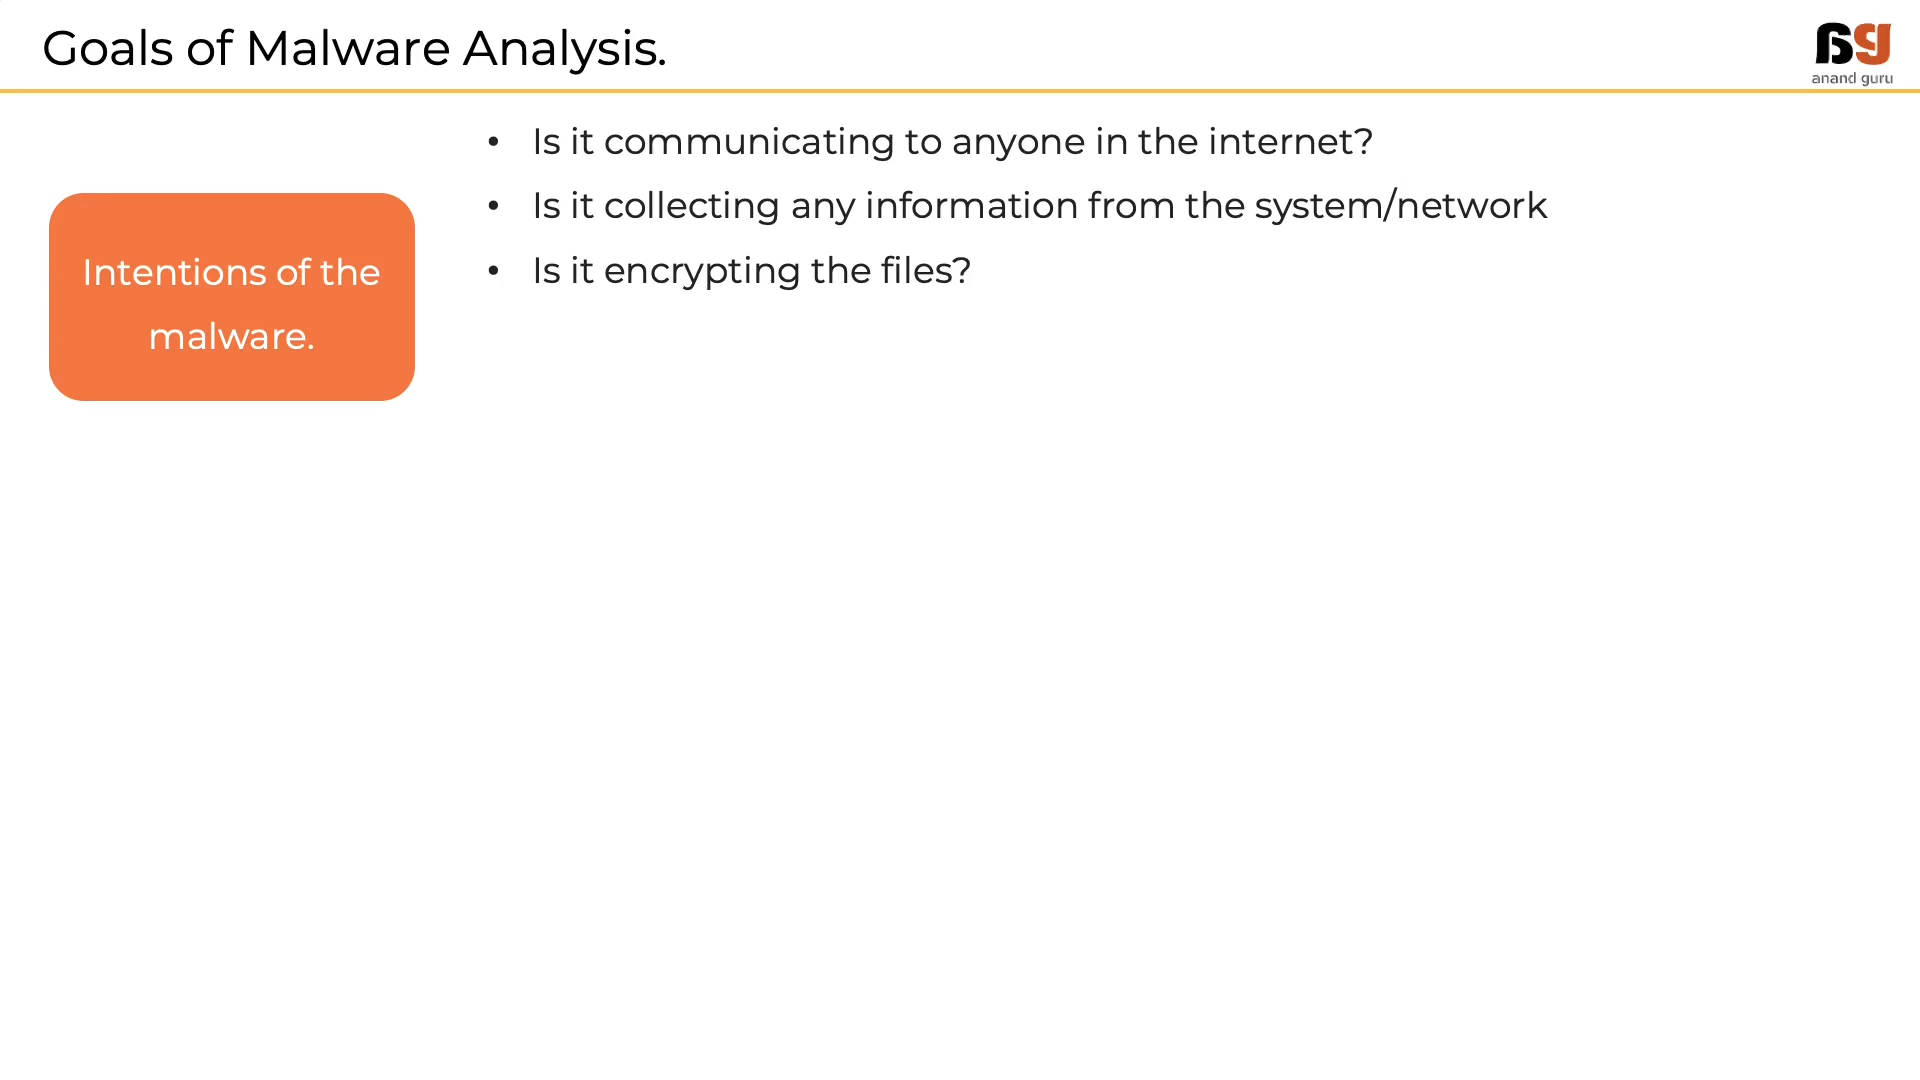 Goals of Malware Analysis.
anand guru
• Is it communicating to anyone in the internet?
• Is it collecting any information from the system/network
• Is it encrypting the files?
Intentions of the
malware.